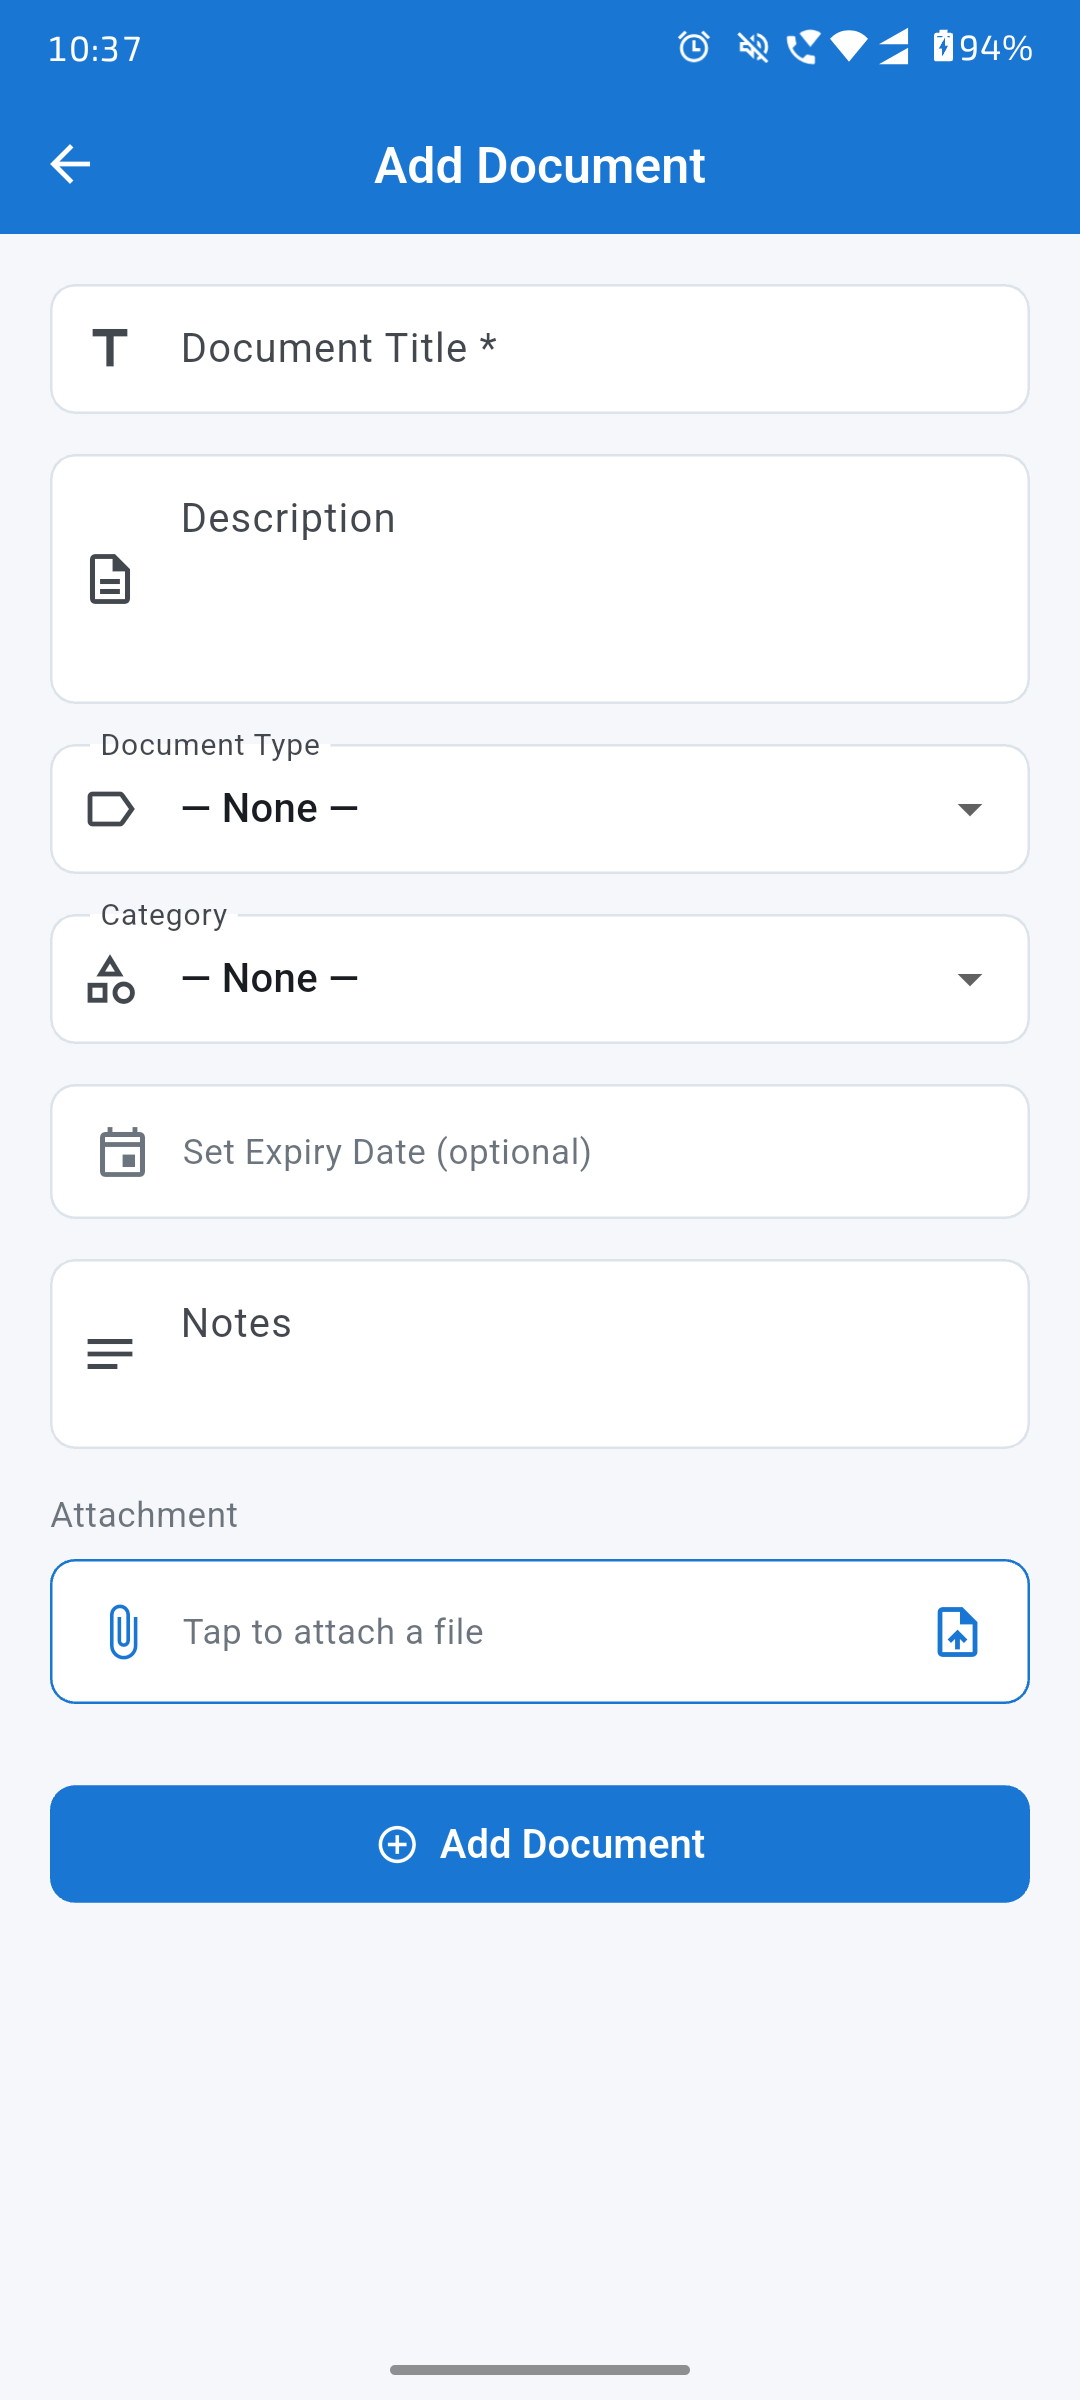 10:37
94%
Add Document
Document Title *
Description
Document Type
— None —
Category
— None —
Set Expiry Date (optional)
Notes
Attachment
Tap to attach a file
Add Document